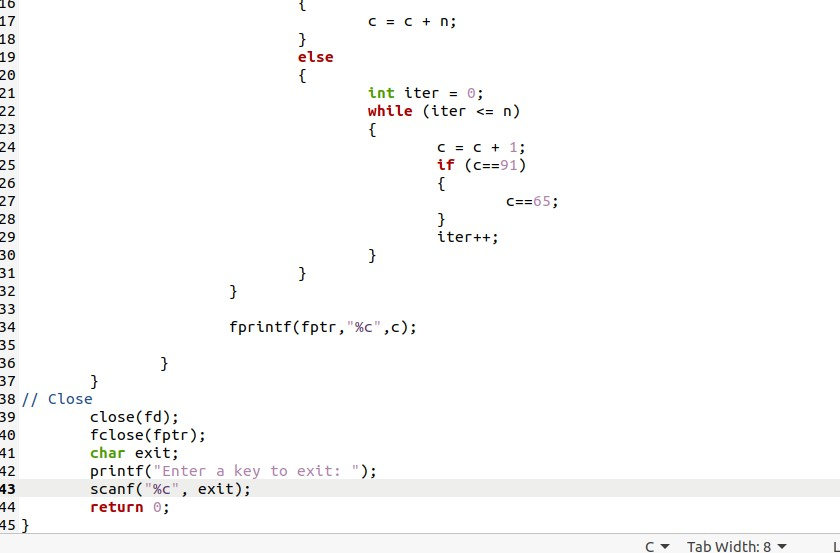 16 {
17 c = c + n;
18 }
19 else
20 {
21 int iter = 0;
22 while (iter <= n)
23 {
24 c = c + 1;
25 if (c==91)
26 {
27 c==65;
28 }
29 iter++;
30 }
31 }
32 }
33
34 fprintf(fptr,"%c",c);
35
36 }
37 }
38 // Close
39 close(fd);
40 fclose(fptr);
41 char exit;
42 printf("Enter a key to exit: ");
43 scanf("%c", exit);
44 return 0;
45 }
C Tab Width: 8